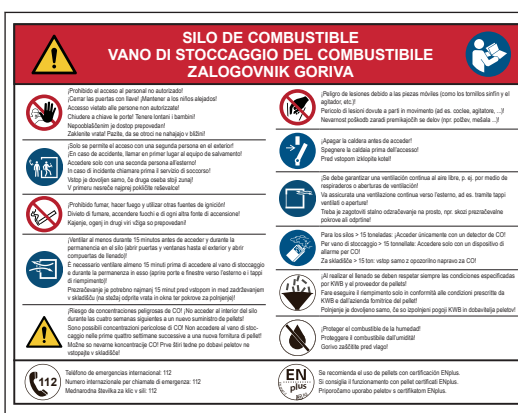 SILO DE COMBUSTIBLE
VANO DI STOCCAGGIO DEL COMBUSTIBILE
ZALOGOVNIK GORIVA
¡Prohibido el acceso al personal no autorizado!
¡Cerrar las puertas con llave! ¡Mantener a los niños alejados!
Accesso vietato alle persone non autorizzate!
Chiudere a chiave le porte! Tenere lontani i bambini!
Nepooblaščenim je dostop prepovedan!
Zaklenite vrata! Pazite, da se otroci ne nahajajo v bližini!
¡Solo se permite el acceso con una segunda persona en el exterior!
¡En caso de accidente, llamar en primer lugar al equipo de salvamento!
Accedere solo con una seconda persona all'esterno!
In caso di incidente chiamare prima il servizio di soccorso!
Vstop je dovoljen samo, če druga oseba stoji zunaj!
V primeru nesreče najprej pokličite reševalce!
¡Prohibido fumar, hacer fuego y utilizar otras fuentes de ignición!
Divieto di fumare, accendere fuochi e di ogni altra fonte di accensione!
Kajenje, ogenj in drugi viri vžiga so prepovedani!
¡Ventilar al menos durante 15 minutos antes de acceder y durante la
permanencia en el silo (abrir puertas y ventanas hasta el exterior y abrir
compuertas de llenado)!
È necessario ventilare almeno 15 minuti prima di accedere al vano di stoccaggio
e durante la permanenza in esso (aprire porte e finestre verso l'esterno e i tappi
di riempimento)!
Prezračevanje je potrebno najmanj 15 minut pred vstopom in med zadrževanjem
v skladišču (na stežaj odprite vrata in okna ter pokrove za polnjenje)!
¡Riesgo de concentraciones peligrosas de CO! ¡No acceder al interior del silo
durante las cuatro semanas siguientes a un nuevo suministro de pellets!
Sono possibili concentrazioni pericolose di CO! Non accedere al vano di stoc-
caggio nelle prime quattro settimane successive a una nuova fornitura di pellet!
Možne so nevarne koncentracije CO! Prve štiri tedne po dobavi peletov ne
vstopajte v skladišče!
¡Peligro de lesiones debido a las piezas móviles (como los tornillos sinfín y el
agitador, etc.)!
Pericolo di lesioni dovute a parti in movimento (ad es. coclee, agitatore, ...)!
Nevarnost poškodb zaradi premikajočih se delov (npr. polžev, mešala ...)!
¡Apagar la caldera antes de acceder!
Spegnere la caldaia prima dell'accesso!
Pred vstopom izklopite kotel!
¡Se debe garantizar una ventilación continua al aire libre, p. ej. por medio de
respiraderos o aberturas de ventilación!
Va assicurata una ventilazione continua verso l'esterno, ad es. tramite tappi
ventilati o aperture!
Treba je zagotoviti stalno odzračevanje na prosto, npr. skozi prezračevalne
pokrove ali odprtine!
Para los silos > 15 toneladas: ¡Acceder únicamente con un detector de CO!
Per vano di stoccaggio > 15 tonnellate: Accedere solo con un dispositivo di
allarme per CO!
Za skladišče > 15 ton: vstop samo z opozorilno napravo za CO!
¡Al realizar el llenado se deben respetar siempre las condiciones especificadas
por KWB y el proveedor de pellets!
Fare eseguire il riempimento solo in conformità alle condizioni prescritte da
KWB e dall'azienda fornitrice del pellet!
Polnjenje je dovoljeno samo, če so izpolnjeni pogoji KWB in dobavitelja peletov!
¡Proteger el combustible de la humedad!
Proteggere il combustibile dall'umidità!
Gorivo zaščitite pred vlago!
112
Teléfono de emergencias internacional: 112
Numero internazionale per chiamate di emergenza: 112
Mednarodna številka za klic v sili: 112
EN
plus
Se recomienda el uso de pellets con certificación ENplus.
Si consiglia il funzionamento con pellet certificati ENplus.
Priporočamo uporabo peletov s certifikatom ENplus.